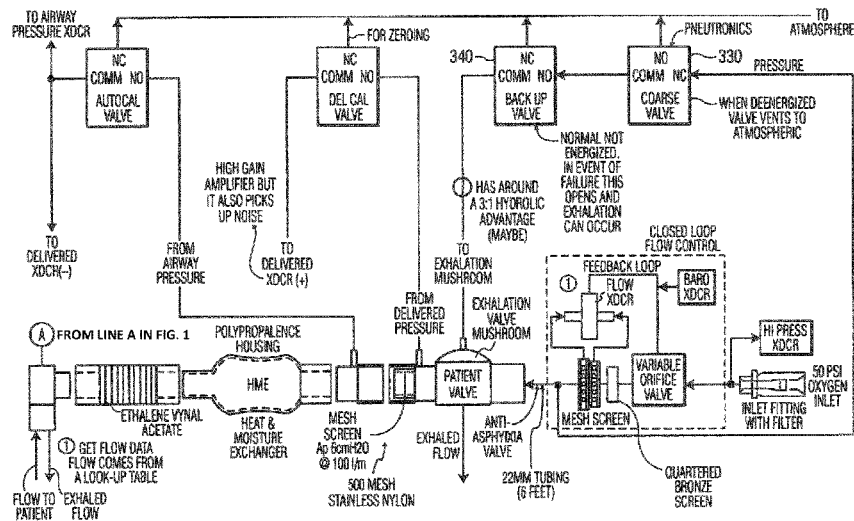 TO AIRWAY
PRESSURE XDCR
NC
COMM NO
AUTOCAL
VALVE
FOR ZEROING
NC
COMM NO
DEL CAL
VALVE
340
NC
COMM NO
BACK UP
VALVE
PNEUTRONICS
NO
COMM NC
COARSE
VALVE
330
TO
ATMOSPHERE
PRESSURE
WHEN DEENERGIZED
VALVE VENTS TO
ATMOSPHERIC
NORMAL NOT
ENERGIZED.
IN EVENT OF
FAILURE THIS
OPENS AND
EXHALATION
CAN OCCUR
HIGH GAIN
AMPLIFIER BUT
IT ALSO PICKS
UP NOISE
HAS AROUND
A 3:1 HYDROLIC
ADVANTAGE
(MAYBE)
TO
DELIVERED
XDCR(-)
FROM
AIRWAY
PRESSURE
TO
DELIVERED
XDCR (+)
FROM
DELIVERED
PRESSURE
TO
EXHALATION
MUSHROOM
EXHALATION
VALVE
MUSHROOM
CLOSED LOOP
FLOW CONTROL
FEEDBACK LOOP
1
FLOW
XDCR
BARO
XDCR
HI PRESS
XDCR
A
FROM LINE A IN FIG. 1
POLYPROPALENCE
HOUSING
HME
PATIENT
VALVE
VARIABLE
ORIFICE
VALVE
50 PSI
OXYGEN
INLET
INLET FITTING
WITH FILTER
MESH SCREEN
ETHALENE VYNAL
ACETATE
HEAT &
MOISTURE
EXCHANGER
MESH
SCREEN
Ap 6cmH2O
@ 100 l/m
500 MESH
STAINLESS NYLON
EXHALED
FLOW
ANTI-
ASPHYXIA
VALVE
22MM TUBING
(6 FEET)
QUARTERED
BRONZE
SCREEN
1 GET FLOW DATA
FLOW COMES FROM
A LOOK-UP TABLE
FLOW TO
PATIENT
EXHALED
FLOW